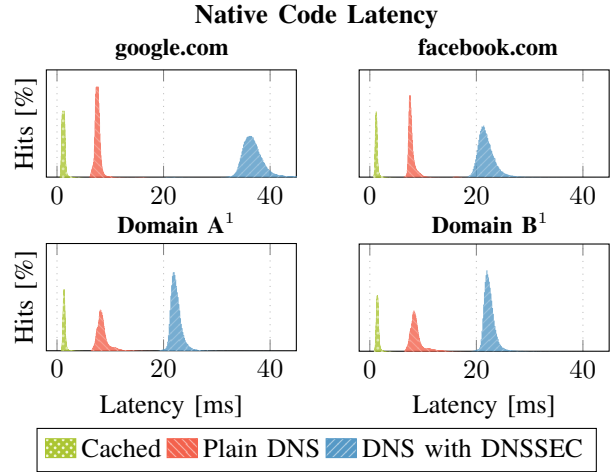 Native Code Latency
google.com facebook.com
Hits [%]
0 20 40 0 20 40
Domain A¹ Domain B¹
Hits [%]
0 20 40 0 20 40
Latency [ms] Latency [ms]
Cached Plain DNS DNS with DNSSEC